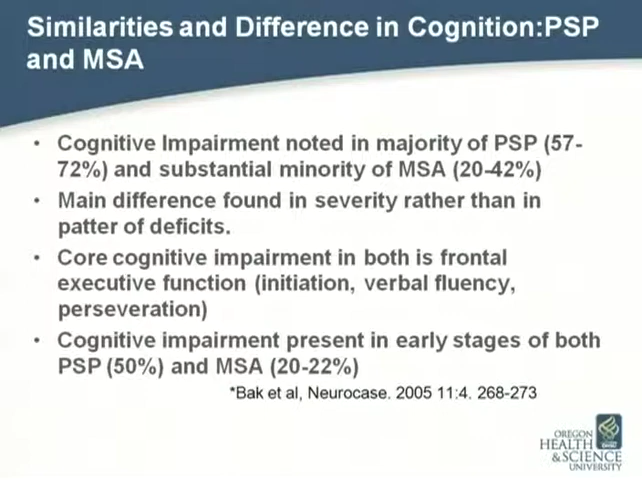 Similarities and Difference in Cognition:PSP
and MSA
• Cognitive Impairment noted in majority of PSP (57-
72%) and substantial minority of MSA (20-42%)
• Main difference found in severity rather than in
patter of deficits.
• Core cognitive impairment in both is frontal
executive function (initiation, verbal fluency,
perseveration)
• Cognitive impairment present in early stages of both
PSP (50%) and MSA (20-22%)
*Bak et al, Neurocase. 2005 11:4. 268-273
OREGON
HEALTH
&SCIENCE
UNIVERSITY